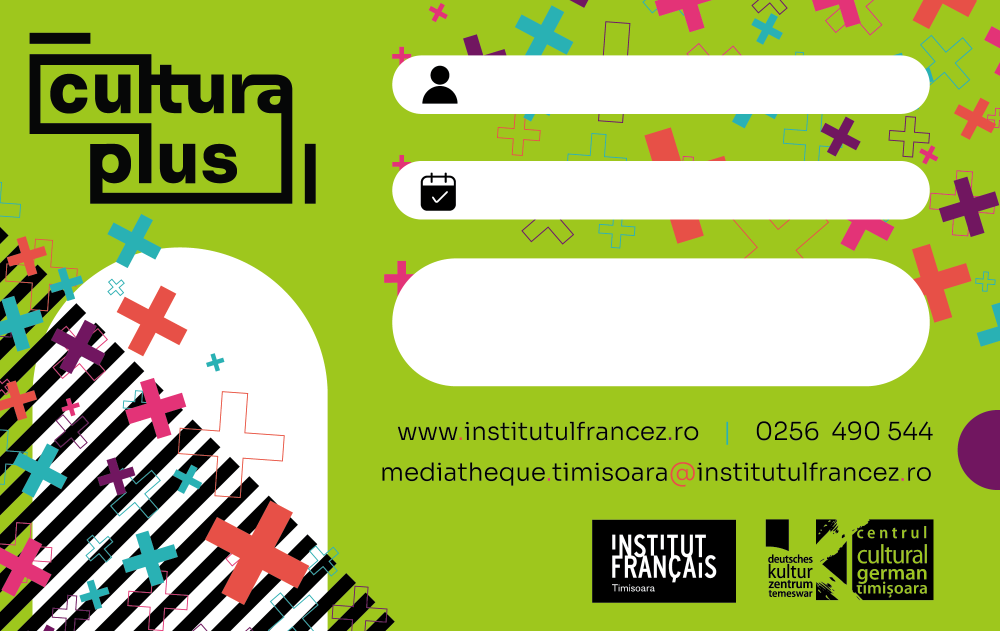 cultura
plus
www.institutulfrancez.ro | 0256 490 544
mediatheque.timisoara@institutulfrancez.ro
INSTITUT
FRANÇAIS
Timisoara
deutsches
kultur
zentrum
temeswar
centrul
cultural
german
timișoara